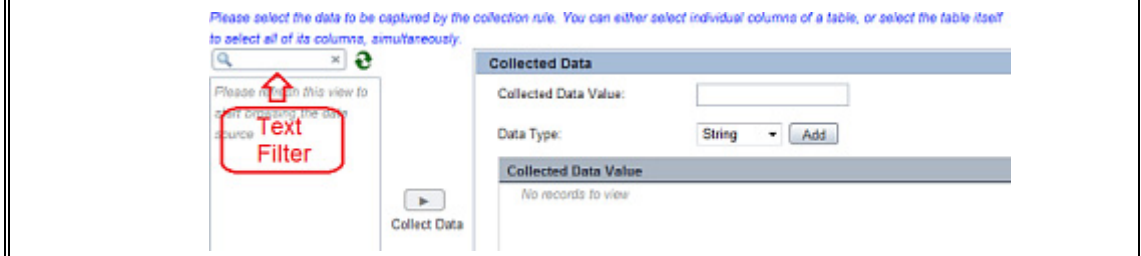 Please select the data to be captured by the collection rule. You can either select individual columns of a table, or select the table itself
to select all of its columns, simultaneously.
Collected Data
Please refresh this view to
start browsing the data
source
Text
Filter
Collected Data Value:
Data Type:
String
Add
Collected Data Value
No records to view
Collect Data